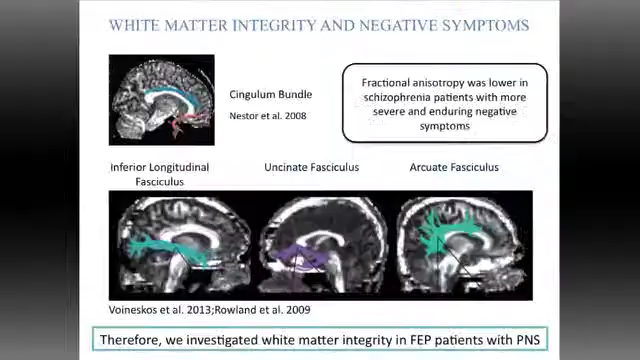 WHITE MATTER INTEGRITY AND NEGATIVE SYMPTOMS
Cingulum Bundle
Nestor et al. 2008
Fractional anisotropy was lower in
schizophrenia patients with more
severe and enduring negative
symptoms
Inferior Longitudinal
Fasciculus
Uncinate Fasciculus
Arcuate Fasciculus
Voineskos et al. 2013;Rowland et al. 2009
Therefore, we investigated white matter integrity in FEP patients with PNS